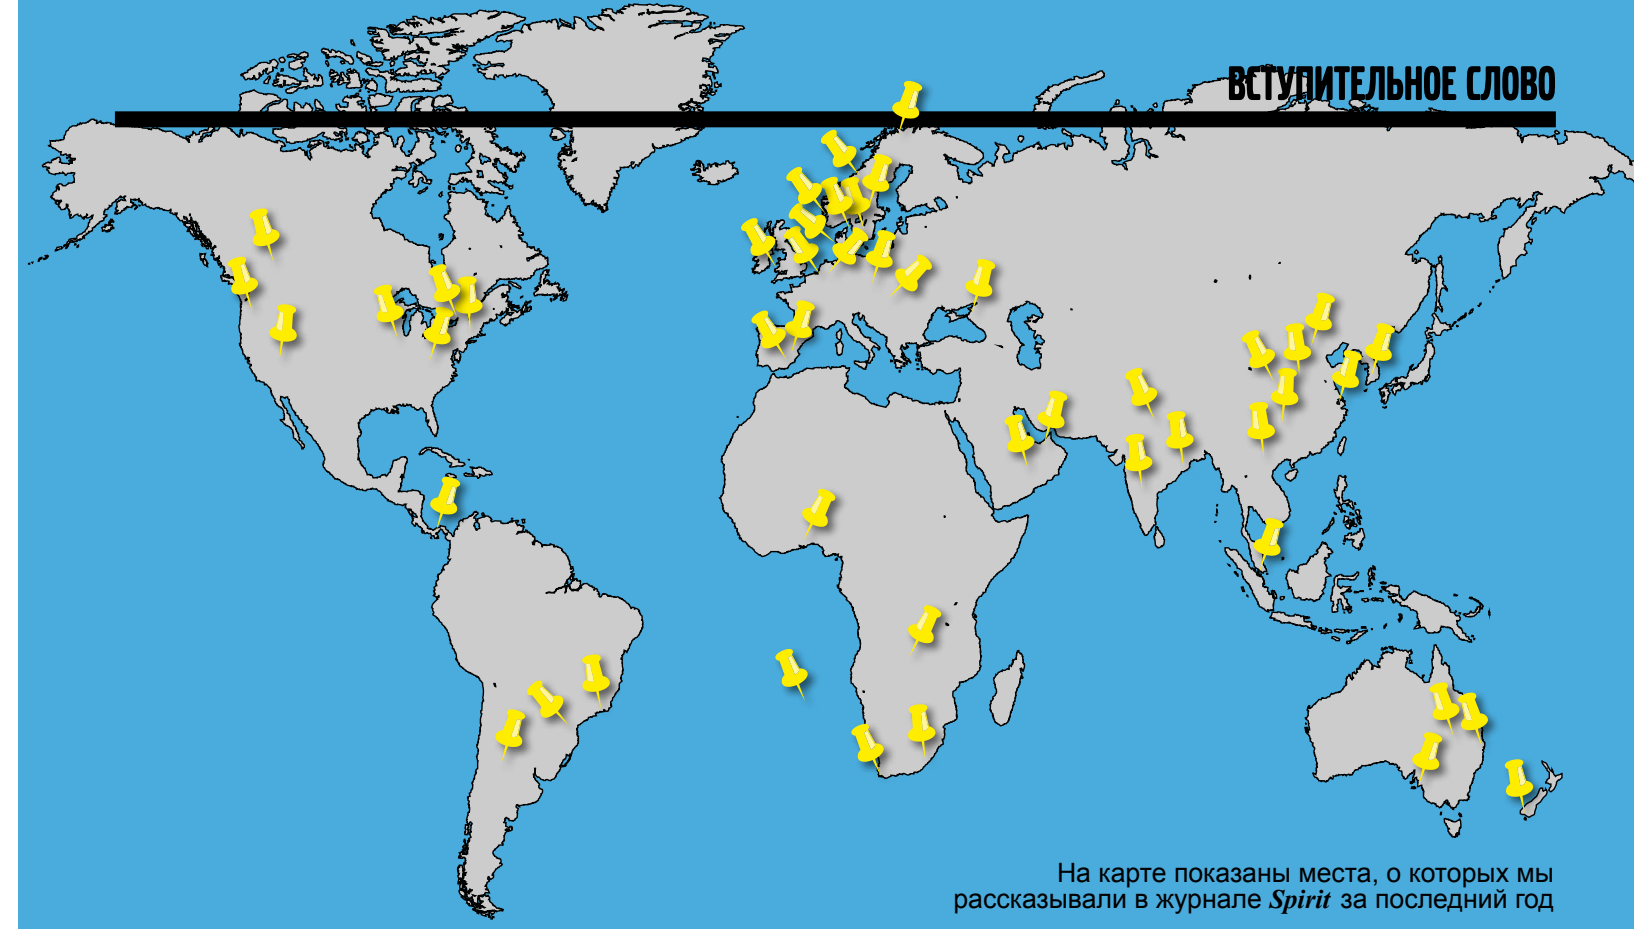 ВСТУПИТЕЛЬНОЕ СЛОВО
На карте показаны места, о которых мы
рассказывали в журнале Spirit за последний год